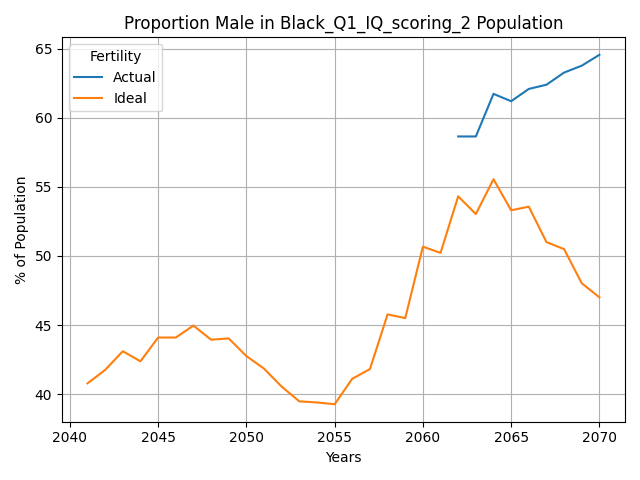 Proportion Male in Black_Q1_IQ_scoring_2 Population
Fertility
Actual
Ideal
65
60
55
50
45
40
% of Population
2040
2045
2050
2055
2060
2065
2070
Years